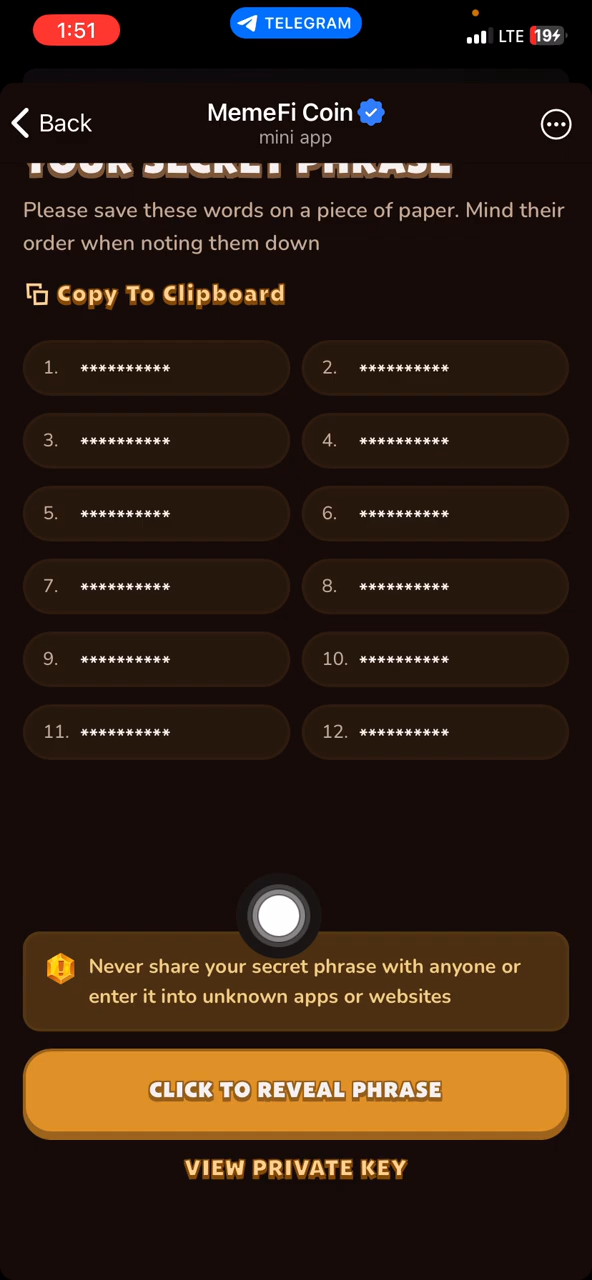 1:51
TELEGRAM
LTE
19
Back
MemeFi Coin
mini app
YOUR SECRET PHRASE
Please save these words on a piece of paper. Mind their
order when noting them down
Copy To Clipboard
1. **********
2. **********
3. **********
4. **********
5. **********
6. **********
7. **********
8. **********
9. **********
10. **********
11. **********
12. **********
Never share your secret phrase with anyone or
enter it into unknown apps or websites
CLICK TO REVEAL PHRASE
VIEW PRIVATE KEY